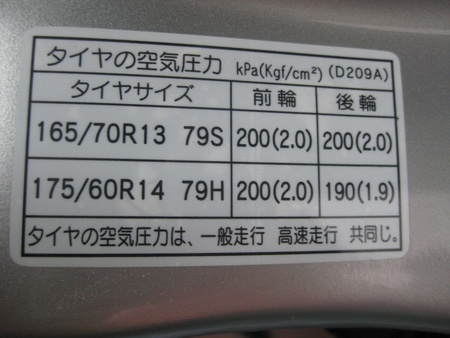 タイヤの空気圧力 kPa(Kgf/cm²) (D209A)
タイヤサイズ 前輪 後輪
165/70R13 79S 200(2.0) 200(2.0)
175/60R14 79H 200(2.0) 190(1.9)
タイヤの空気圧力は、一般走行 高速走行 共同じ。